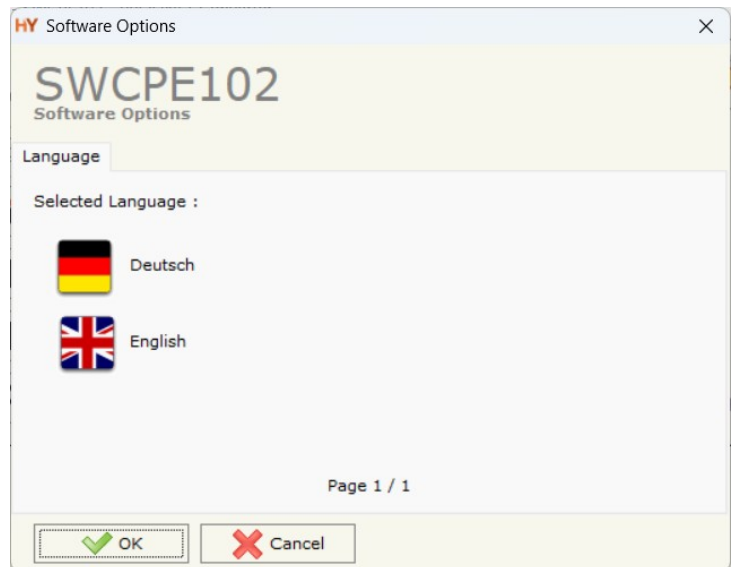 HY Software Options
SWCPE102
Software Options
Language
Selected Language :
Deutsch
English
Page 1 / 1
OK Cancel